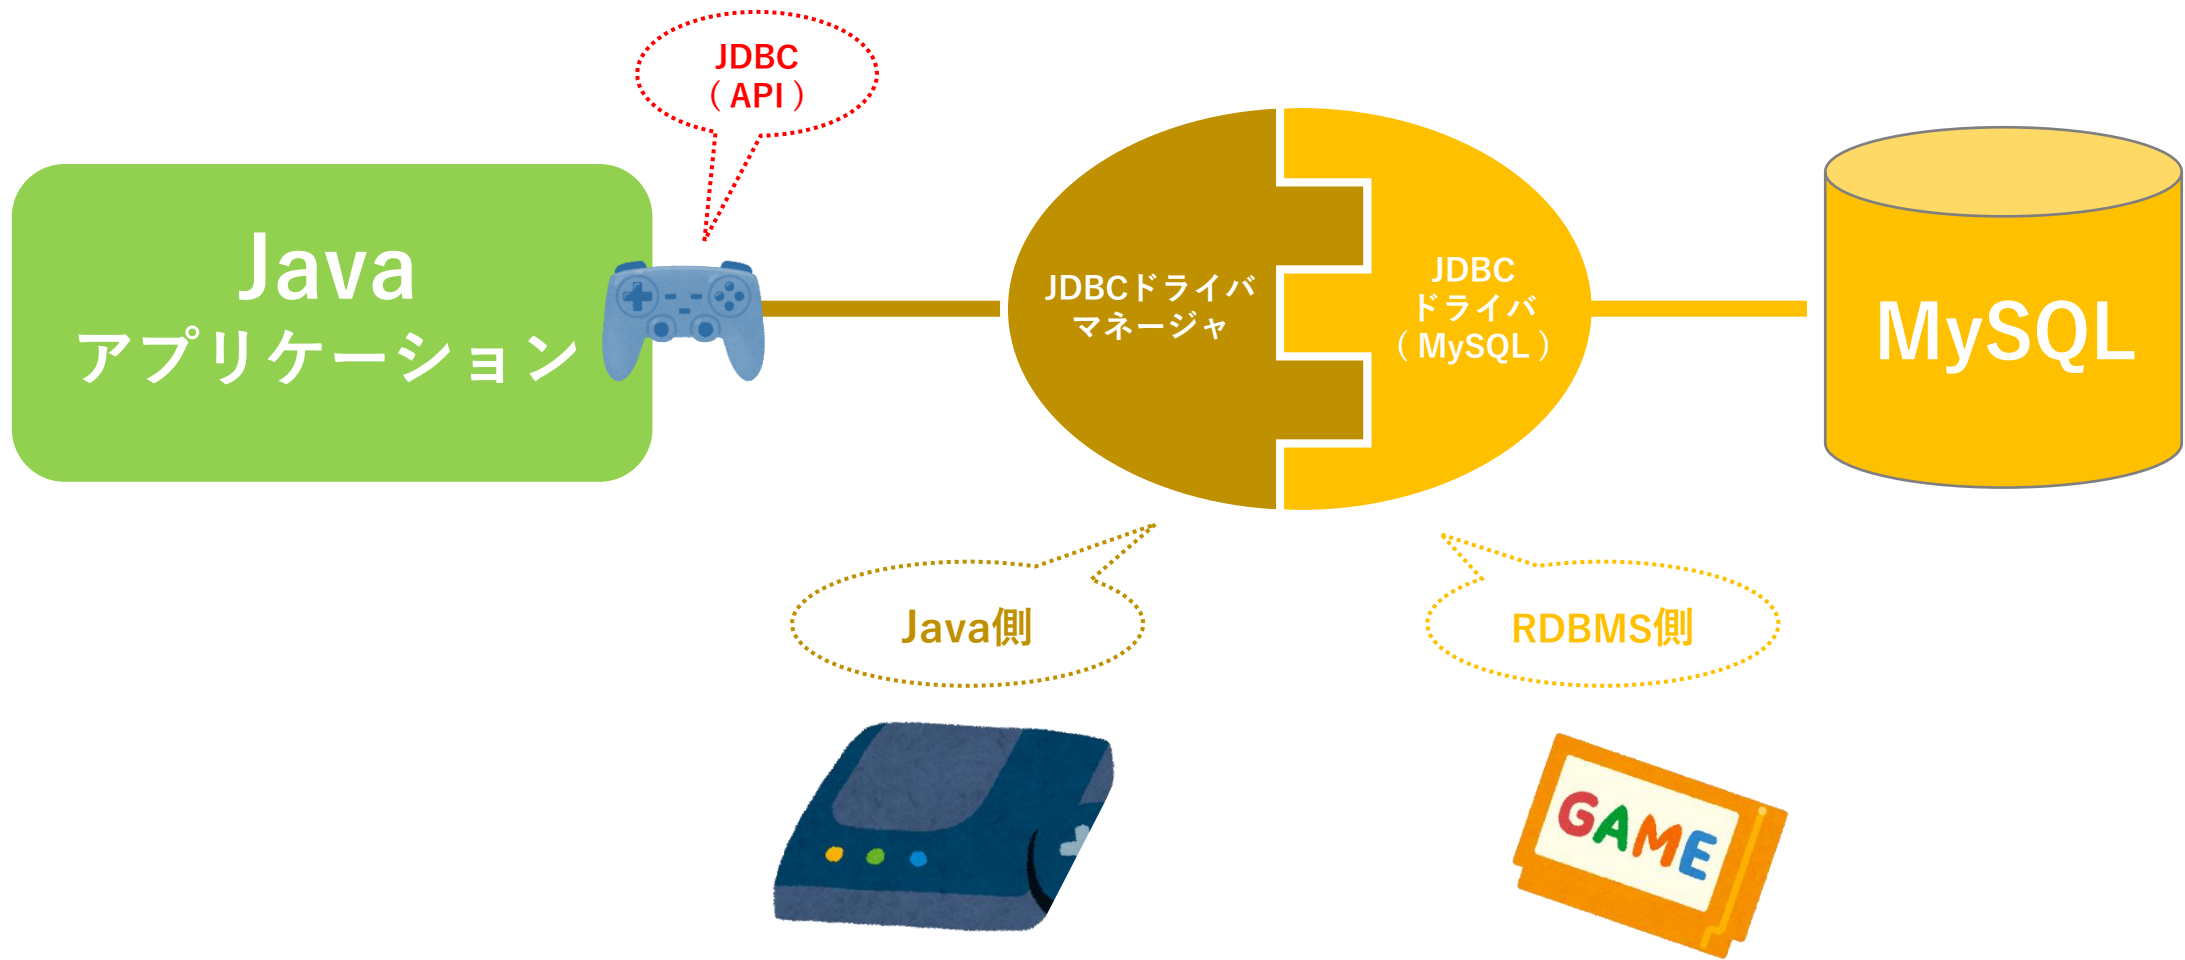 JDBC
（ API ）
Java
アプリケーション
JDBCドライバ
マネージャ
JDBC
ドライバ
（ MySQL ）
MySQL
Java側
RDBMS側
GAME